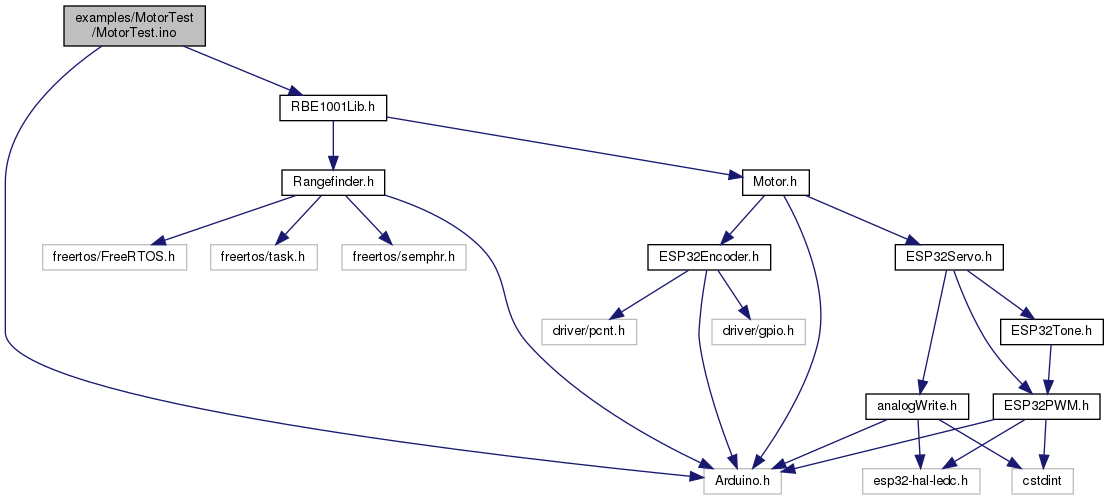 examples/MotorTest
/MotorTest.ino
RBE1001Lib.h
Rangefinder.h
Motor.h
freertos/FreeRTOS.h
freertos/task.h
freertos/semphr.h
ESP32Encoder.h
ESP32Servo.h
driver/pcnt.h
driver/gpio.h
ESP32Tone.h
analogWrite.h
ESP32PWM.h
Arduino.h
esp32-hal-ledc.h
cstdint